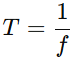 T = 1/f